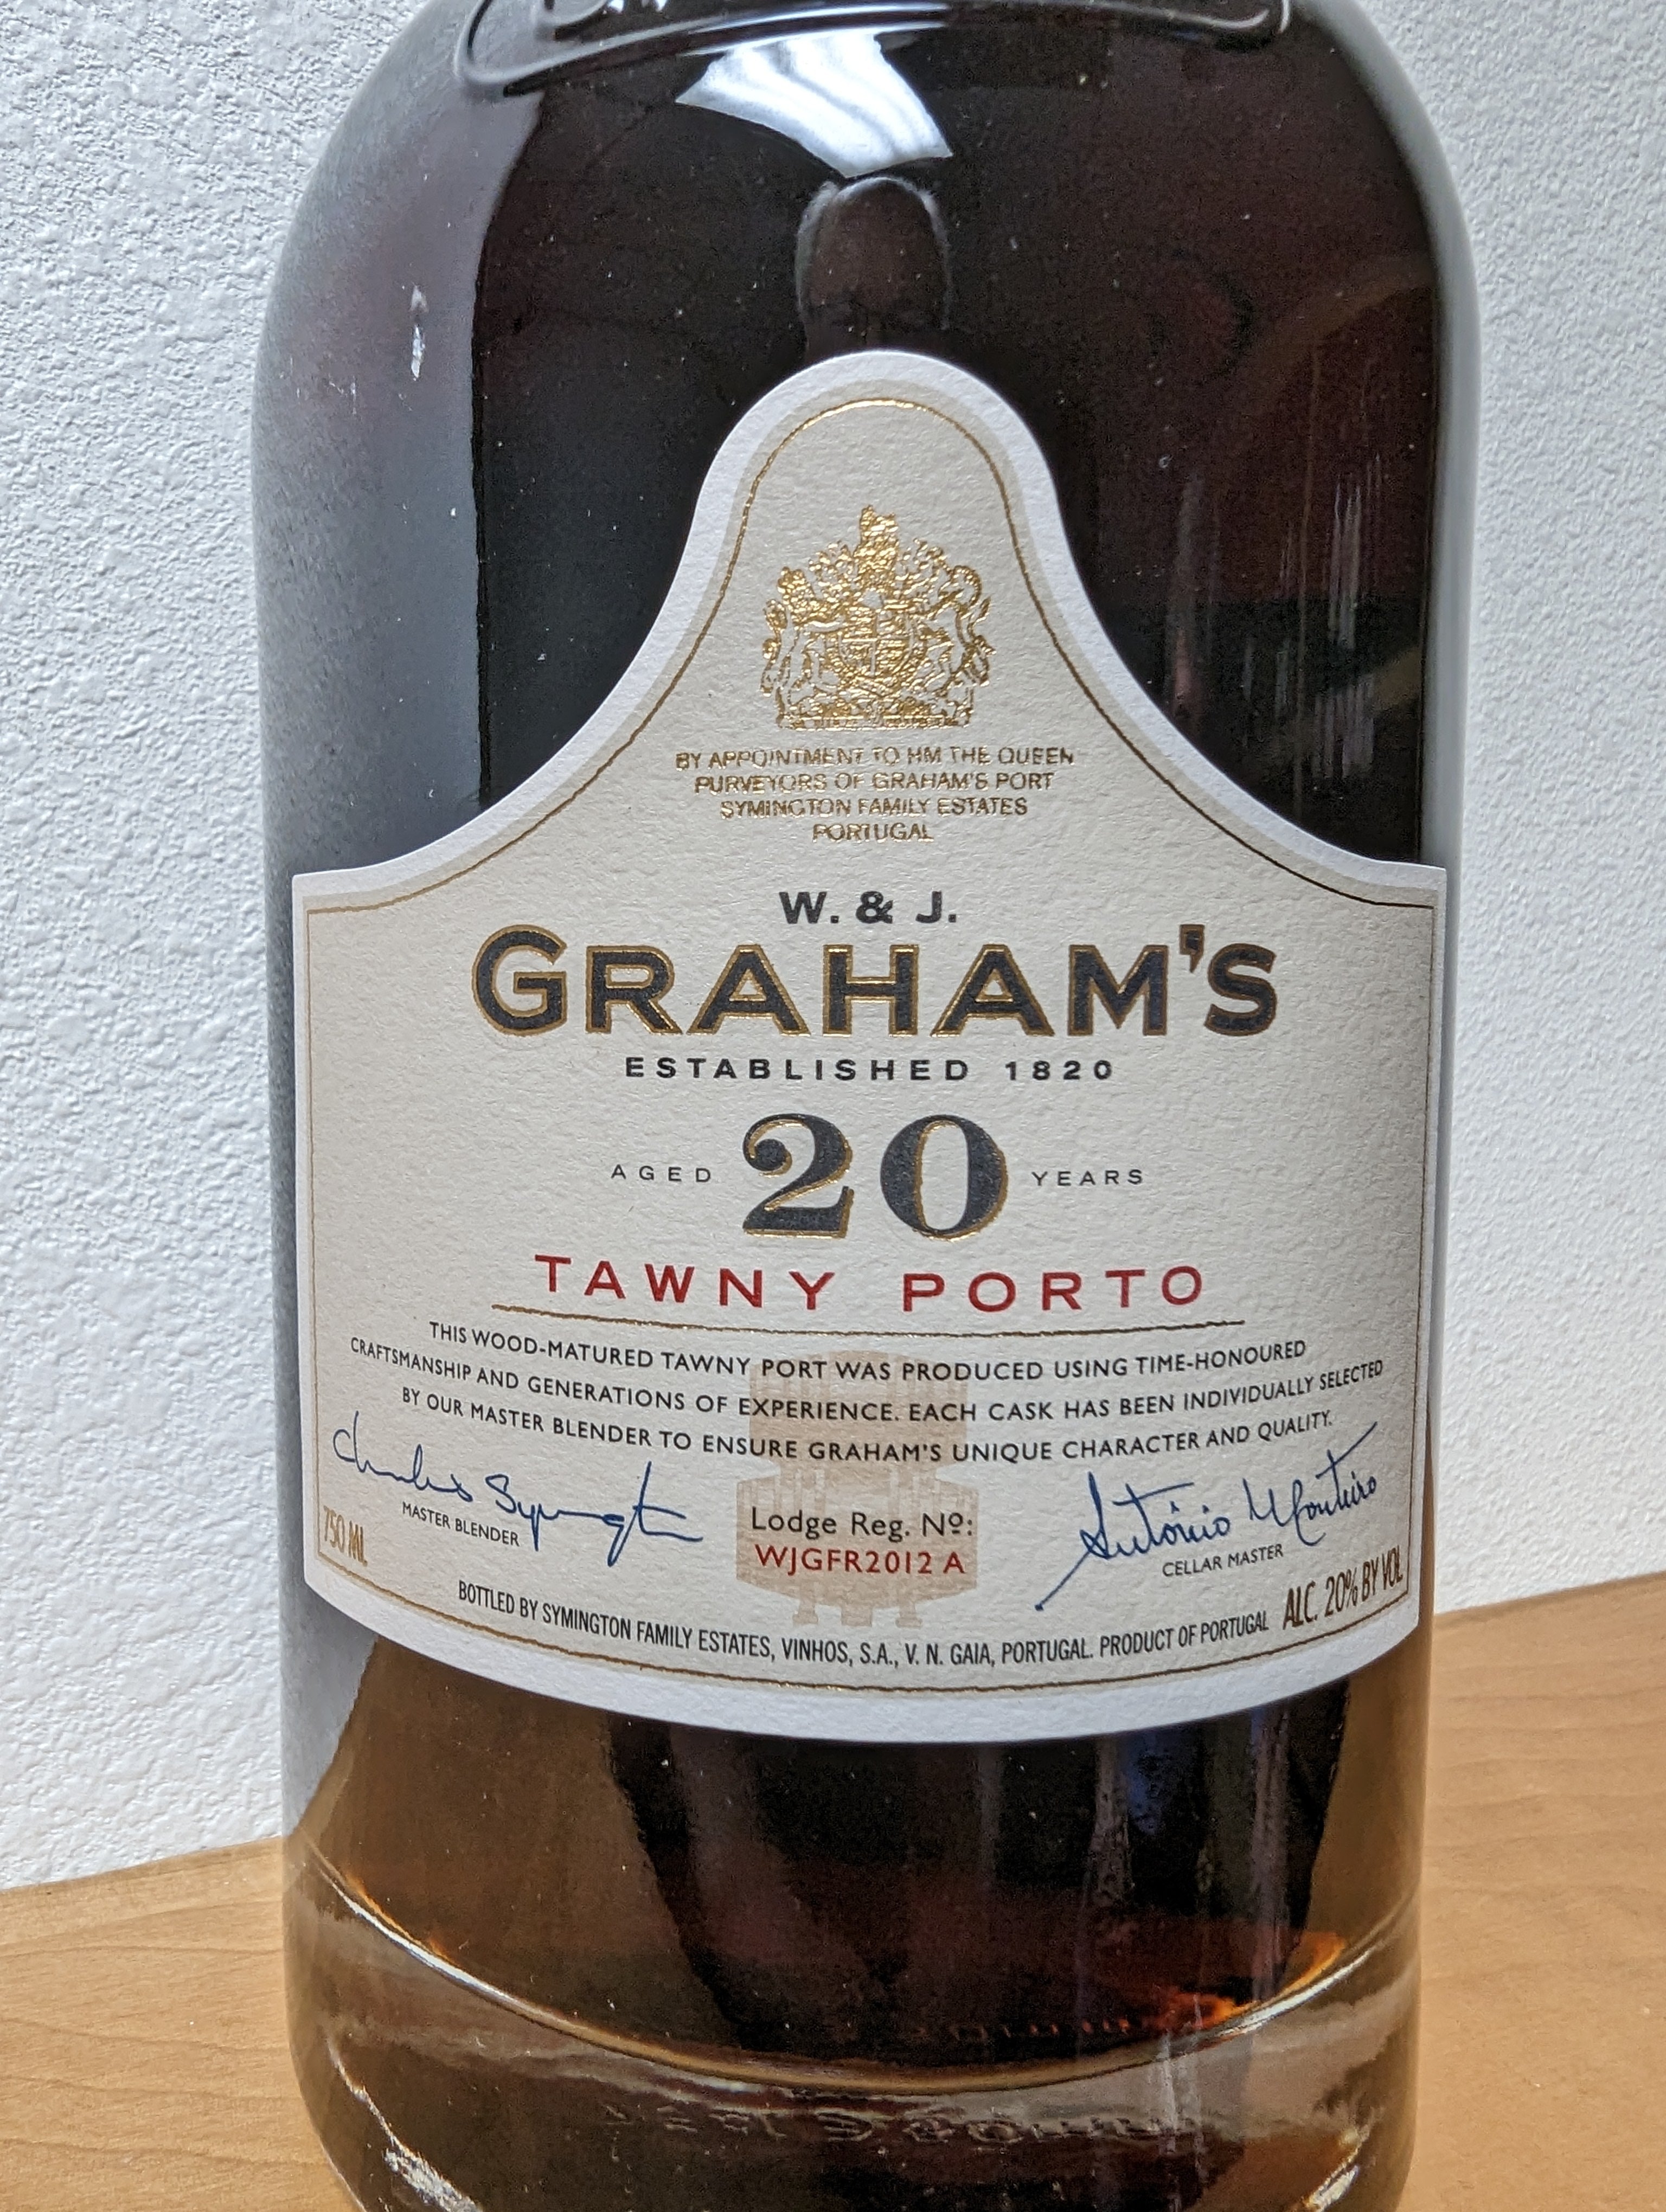 BY APPOINTMENT TO HM THE QUEEN
PURVEYORS OF GRAHAM'S PORT
SYMINGTON FAMILY ESTATES
PORTUGAL
W. & J.
GRAHAM'S
ESTABLISHED 1820
AGED 20 YEARS
TAWNY PORTO
THIS WOOD-MATURED TAWNY PORT WAS PRODUCED USING TIME-HONOURED
CRAFTSMANSHIP AND GENERATIONS OF EXPERIENCE. EACH CASK HAS BEEN INDIVIDUALLY SELECTED
BY OUR MASTER BLENDER TO ENSURE GRAHAM'S UNIQUE CHARACTER AND QUALITY.
Charles Symington
MASTER BLENDER
António Monteiro
CELLAR MASTER
Lodge Reg. Nº:
WJGFR2012 A
750 ML
ALC. 20% BY VOL
BOTTLED BY SYMINGTON FAMILY ESTATES, VINHOS, S.A., V. N. GAIA, PORTUGAL. PRODUCT OF PORTUGAL